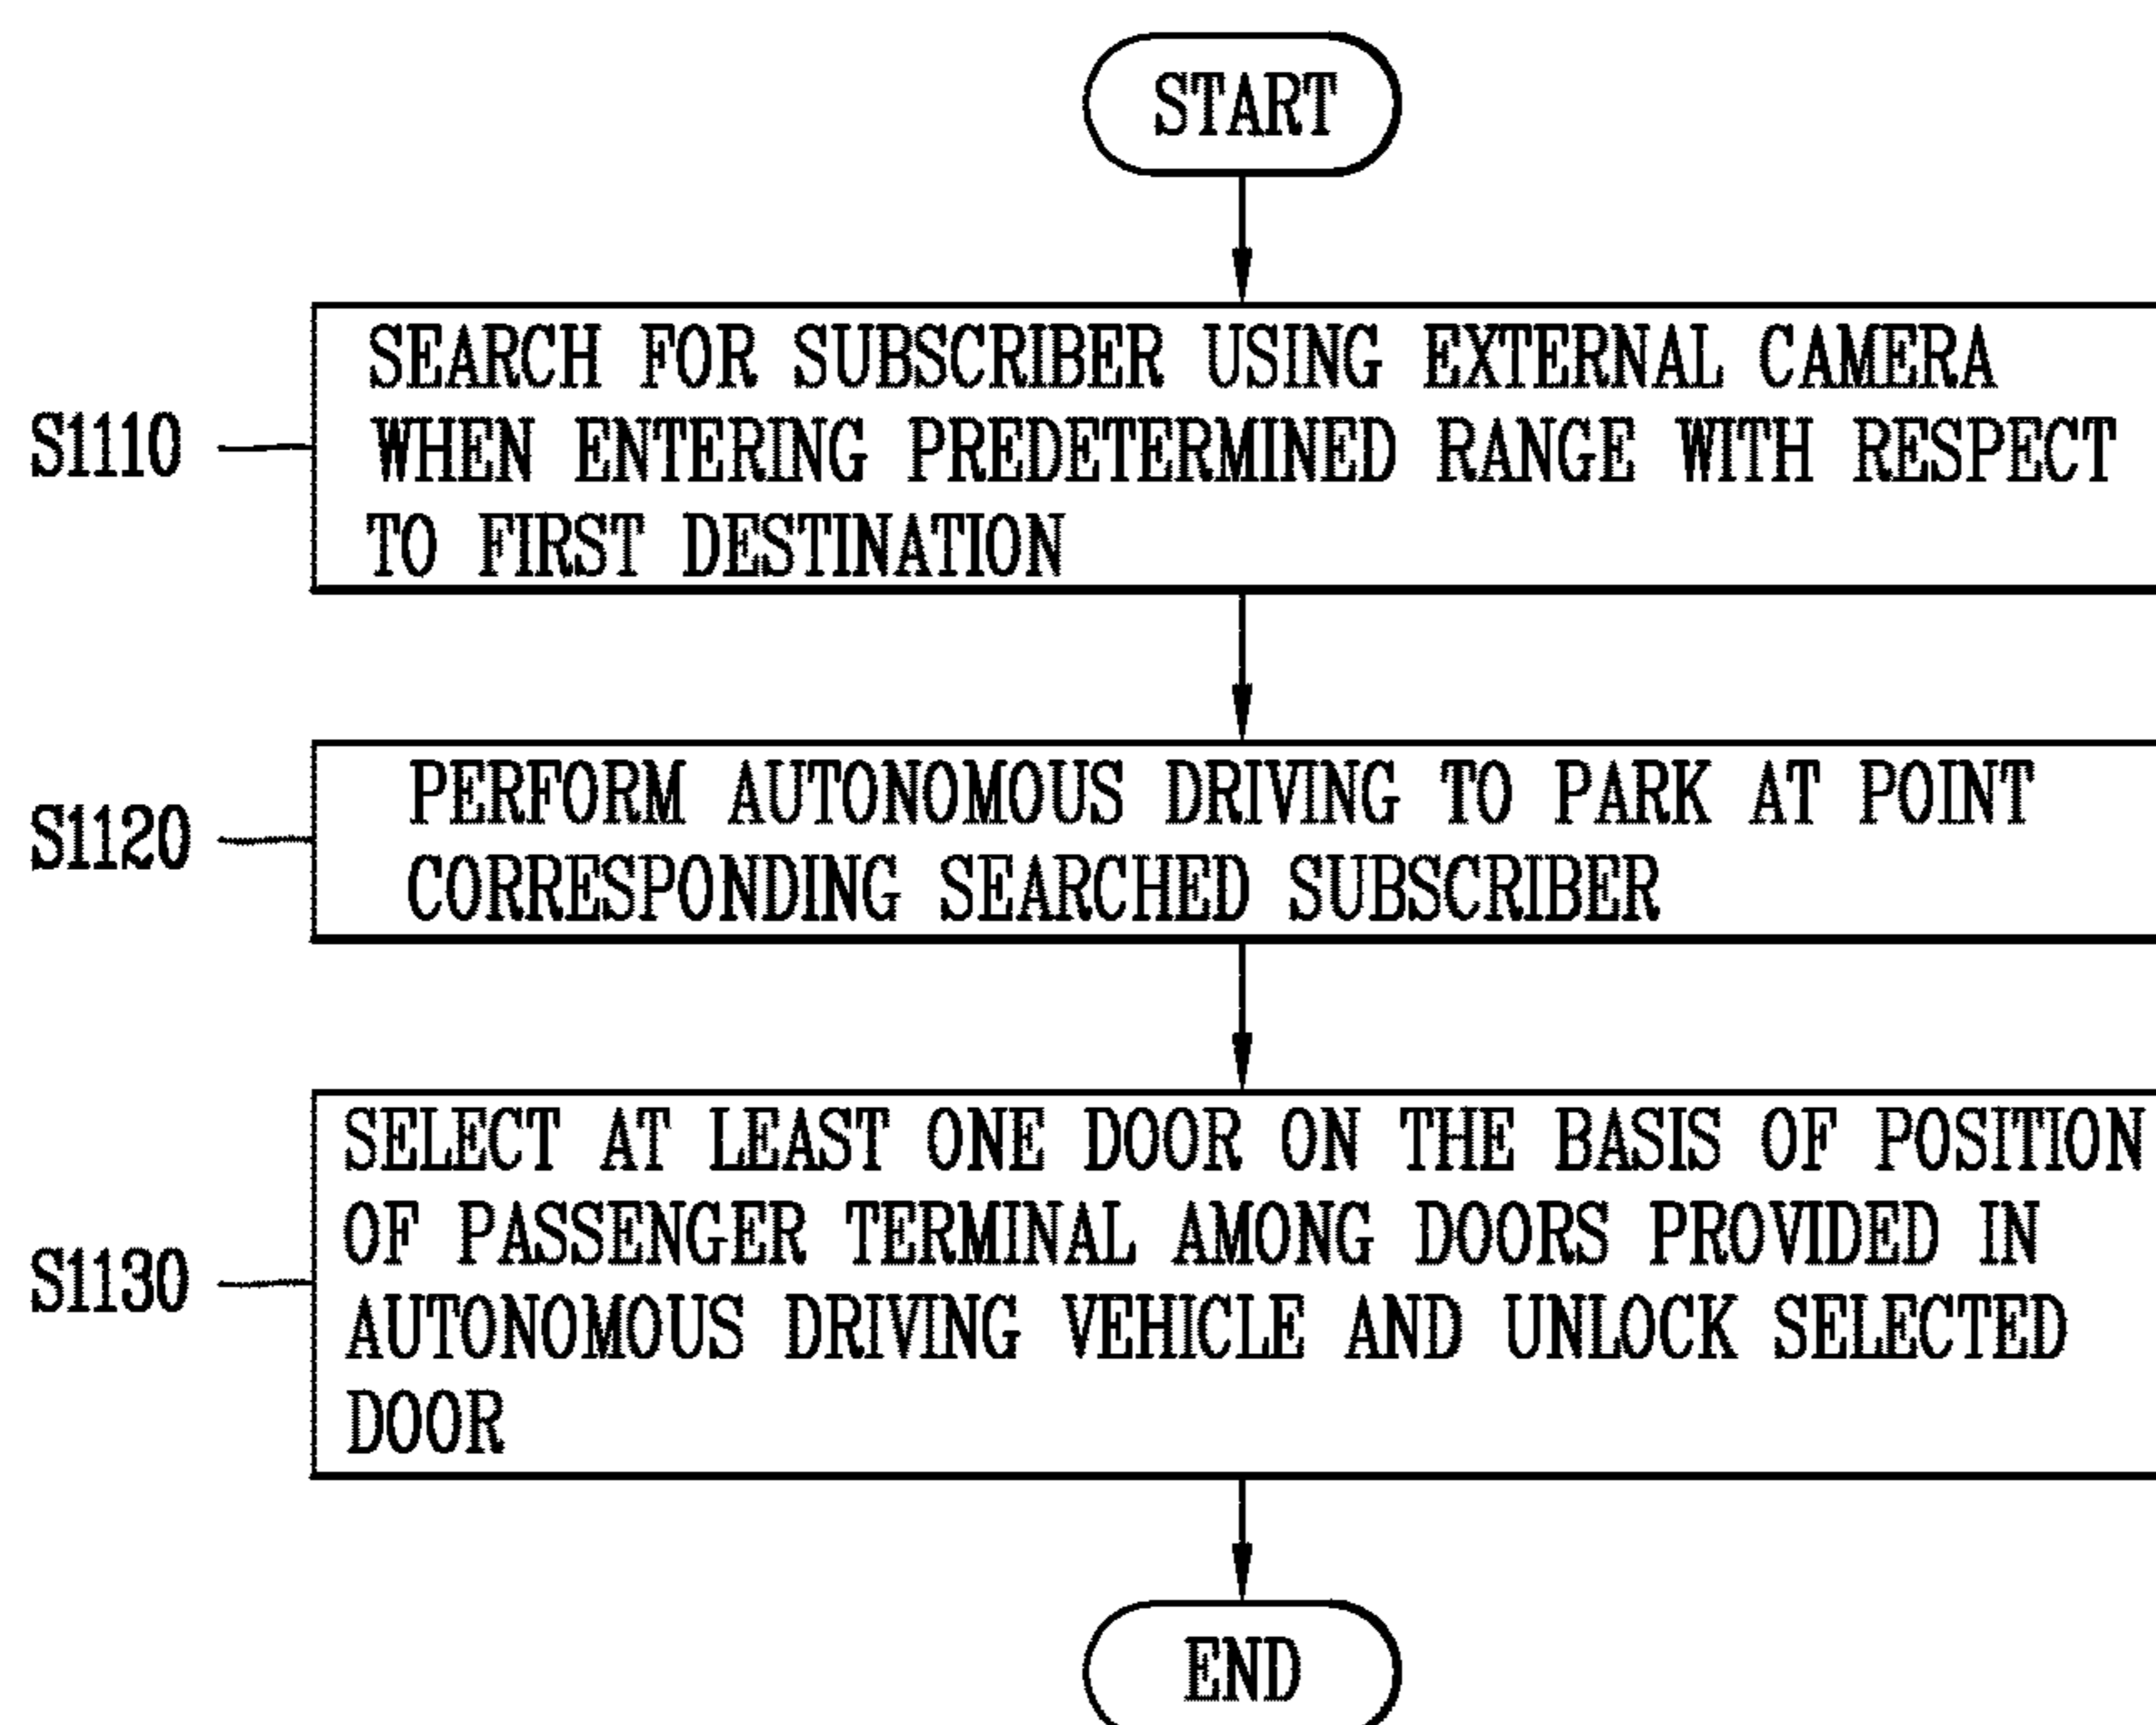 START
SEARCH FOR SUBSCRIBER USING EXTERNAL CAMERA
WHEN ENTERING PREDETERMINED RANGE WITH RESPECT
TO FIRST DESTINATION
S1110
PERFORM AUTONOMOUS DRIVING TO PARK AT POINT
CORRESPONDING SEARCHED SUBSCRIBER
S1120
SELECT AT LEAST ONE DOOR ON THE BASIS OF POSITION
OF PASSENGER TERMINAL AMONG DOORS PROVIDED IN
AUTONOMOUS DRIVING VEHICLE AND UNLOCK SELECTED
DOOR
S1130
END